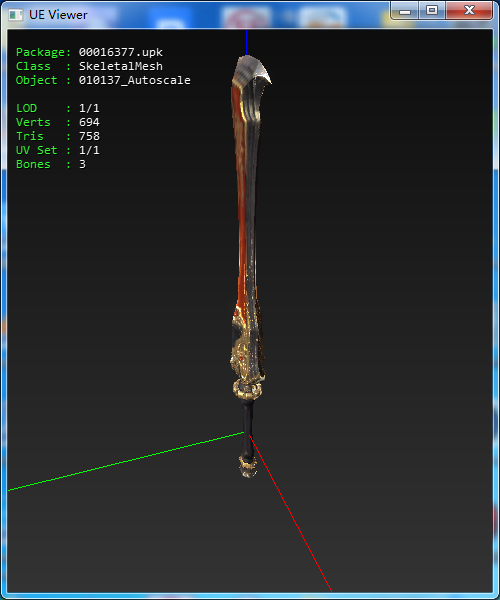 UE Viewer
Package: 00016377.upk
Class : SkeletalMesh
Object : 010137_Autoscale
LOD : 1/1
Verts : 694
Tris : 758
UV Set : 1/1
Bones : 3